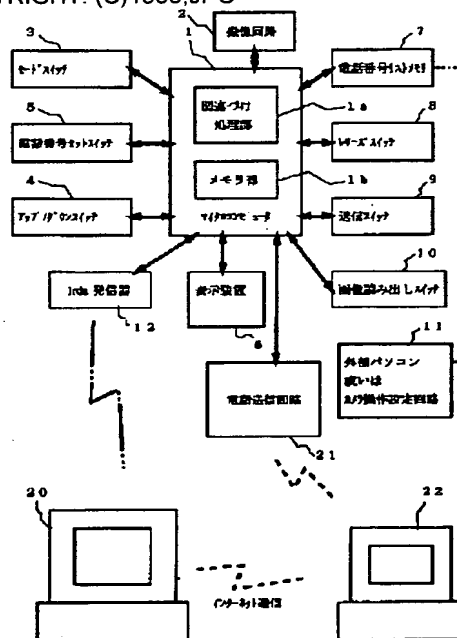 3
2
1
7
撮像回路
モードスイッチ
電話番号リストメモリ
5
関連づけ
処理部
1a
8
電話番号セットスイッチ
レリーズスイッチ
4
メモリ部
1b
9
アップ/ダウンスイッチ
マイクロコンピュータ
送信スイッチ
10
Irda 発信器
表示装置
画像読み出しスイッチ
12
6
11
外部パソコン
或いは
カメラ操作設定回路
電話送信回路
21
20
22
インターネット通信